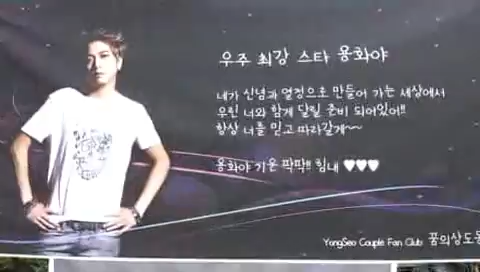 우주 최강 스타 용화야
네가 신념과 열정으로 만들어 가는 세상에서
우린 너와 함께 달릴 준비 되어있어!!
항상 너를 믿고 따라갈게~~
용화야 기운 팍팍!! 힘내 ♥♥♥
YongSeo Couple Fan Club 꿈의상도동